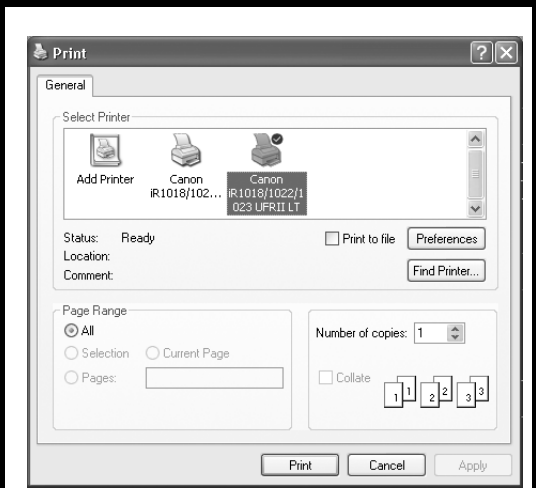 Print
General
Select Printer
Add Printer
Canon
iR1018/102...
Canon
iR1018/1022/1
023 UFRII LT
Status: Ready
Print to file
Preferences
Location:
Comment:
Find Printer...
Page Range
All
Selection
Current Page
Pages:
Number of copies: 1
Collate
1 1 2 2 3 3
Print
Cancel
Apply